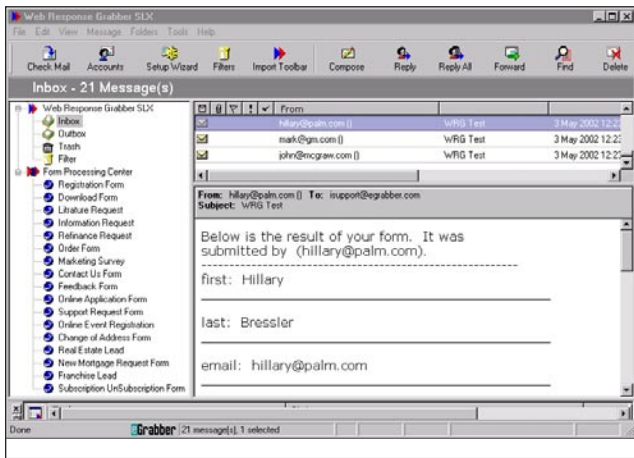 Web Response Grabber SLX
File Edit View Message Folders Tools Help
Check Mail Accounts Setup Wizard Filters Import Toolbar Compose Reply Reply All Forward Find Delete
Inbox - 21 Message(s)
Web Response Grabber SLX
Inbox
Outbox
Trash
Filter
Form Processing Center
Registration Form
Download Form
Litrature Request
Information Request
Refinance Request
Order Form
Marketing Survey
Contact Us Form
Feedback Form
Online Application Form
Support Request Form
Online Event Registration
Change of Address Form
Real Estate Lead
New Mortgage Request Form
Franchise Lead
Subscription UnSubscription Form
From
hillary@palm.com () WRG Test 3 May 2002 12:23
mark@gm.com () WRG Test 3 May 2002 12:23
john@mcgraw.com () WRG Test 3 May 2002 12:23
From: hillary@palm.com () To: isupport@egrabber.com
Subject: WRG Test
Below is the result of your form. It was
submitted by (hillary@palm.com).
first: Hillary
last: Bressler
email: hillary@palm.com
Done Grabber 21 message(s), 1 selected